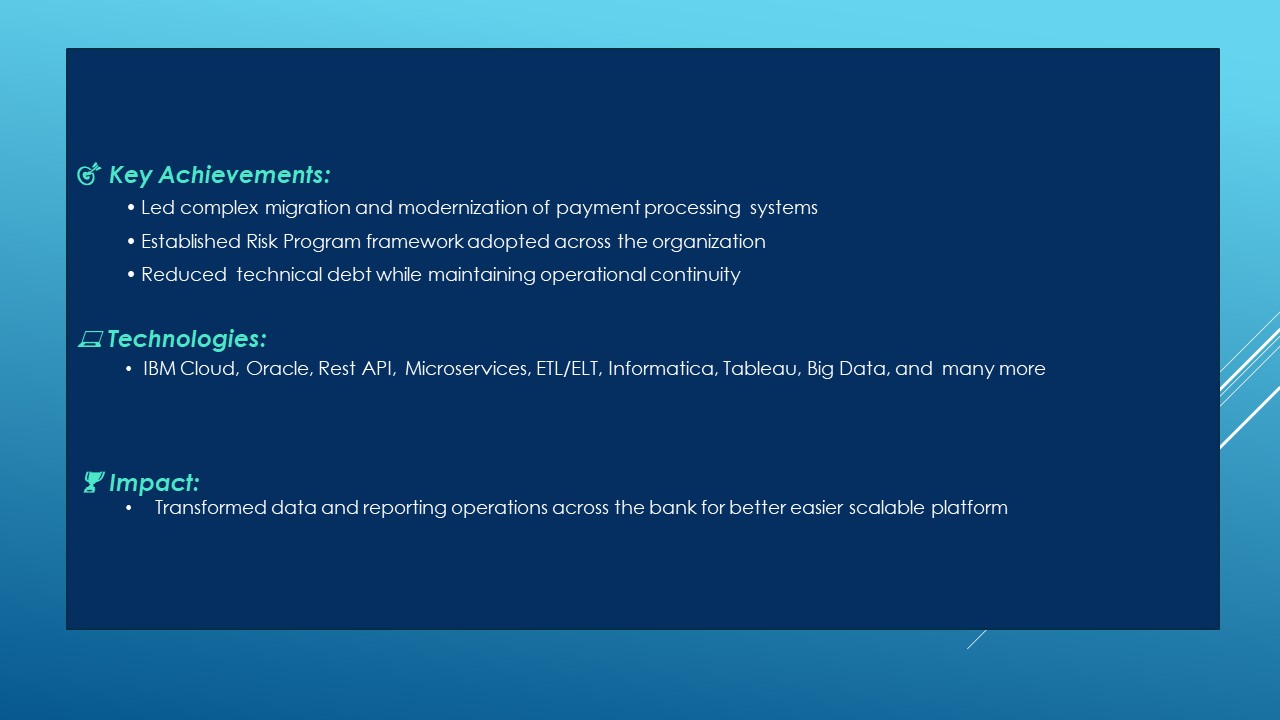 Key Achievements:
• Led complex migration and modernization of payment processing systems
• Established Risk Program framework adopted across the organization
• Reduced technical debt while maintaining operational continuity
Technologies:
• IBM Cloud, Oracle, Rest API, Microservices, ETL/ELT, Informatica, Tableau, Big Data, and many more
Impact:
• Transformed data and reporting operations across the bank for better easier scalable platform